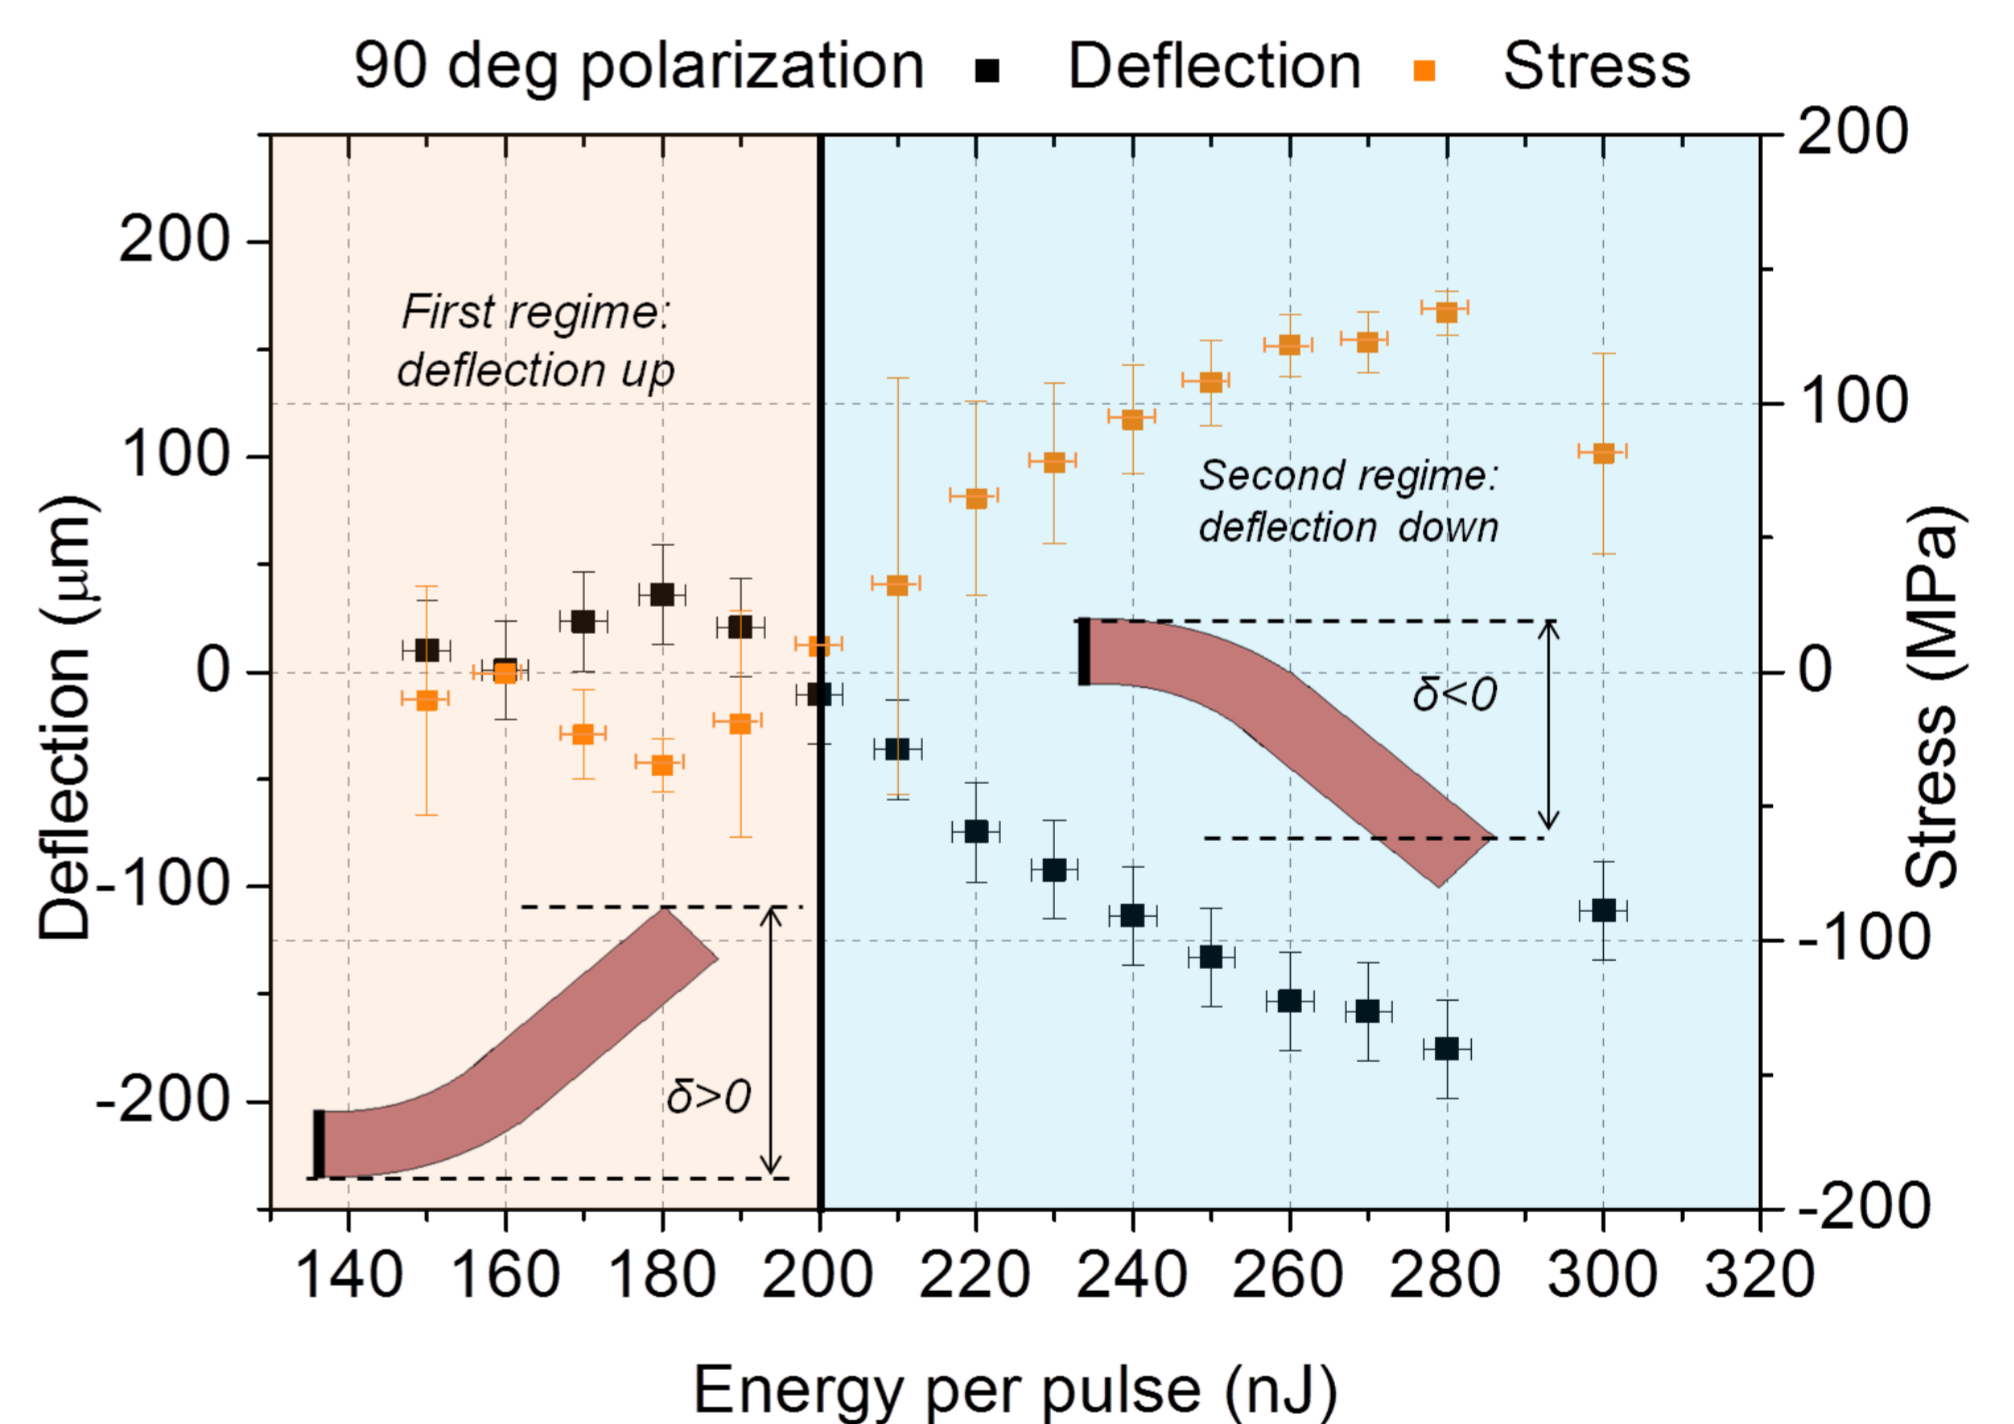 90 deg polarization Deflection Stress
First regime:
deflection up
Second regime:
deflection down
δ<0
δ>0
Deflection (μm)
200
100
0
-100
-200
Stress (MPa)
200
100
0
-100
-200
140 160 180 200 220 240 260 280 300 320
Energy per pulse (nJ)